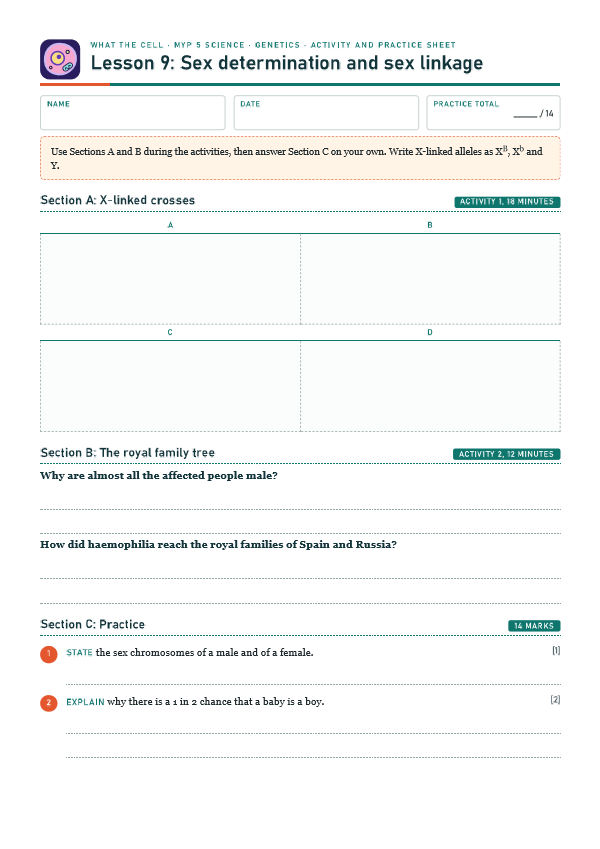 WHAT THE CELL · MYP 5 SCIENCE · GENETICS · ACTIVITY AND PRACTICE SHEET
Lesson 9: Sex determination and sex linkage
NAME
DATE
PRACTICE TOTAL
_____ / 14
Use Sections A and B during the activities, then answer Section C on your own. Write X-linked alleles as Xᴮ, Xᵇ and
Y.
Section A: X-linked crosses
ACTIVITY 1, 18 MINUTES
A
B
C
D
Section B: The royal family tree
ACTIVITY 2, 12 MINUTES
Why are almost all the affected people male?
How did haemophilia reach the royal families of Spain and Russia?
Section C: Practice
14 MARKS
1 STATE the sex chromosomes of a male and of a female. [1]
2 EXPLAIN why there is a 1 in 2 chance that a baby is a boy. [2]